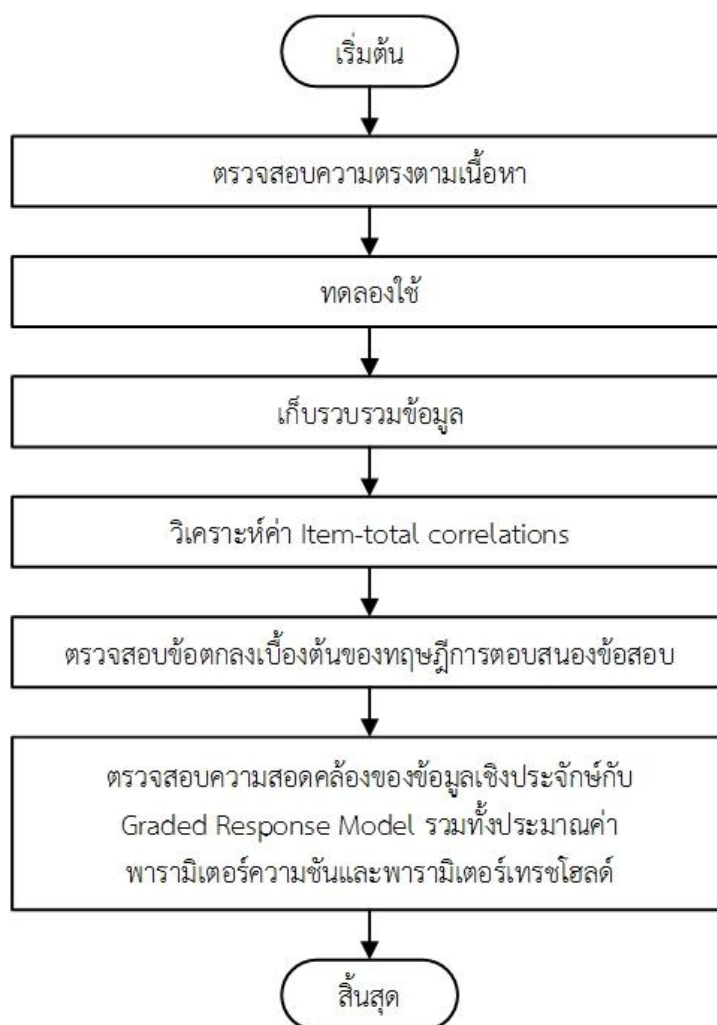 เริ่มต้น
ตรวจสอบความตรงตามเนื้อหา
ทดลองใช้
เก็บรวบรวมข้อมูล
วิเคราะห์ค่า Item-total correlations
ตรวจสอบข้อตกลงเบื้องต้นของทฤษฎีการตอบสนองข้อสอบ
ตรวจสอบความสอดคล้องของข้อมูลเชิงประจักษ์กับ
Graded Response Model รวมทั้งประมาณค่า
พารามิเตอร์ความชันและพารามิเตอร์เทรชโฮลด์
สิ้นสุด